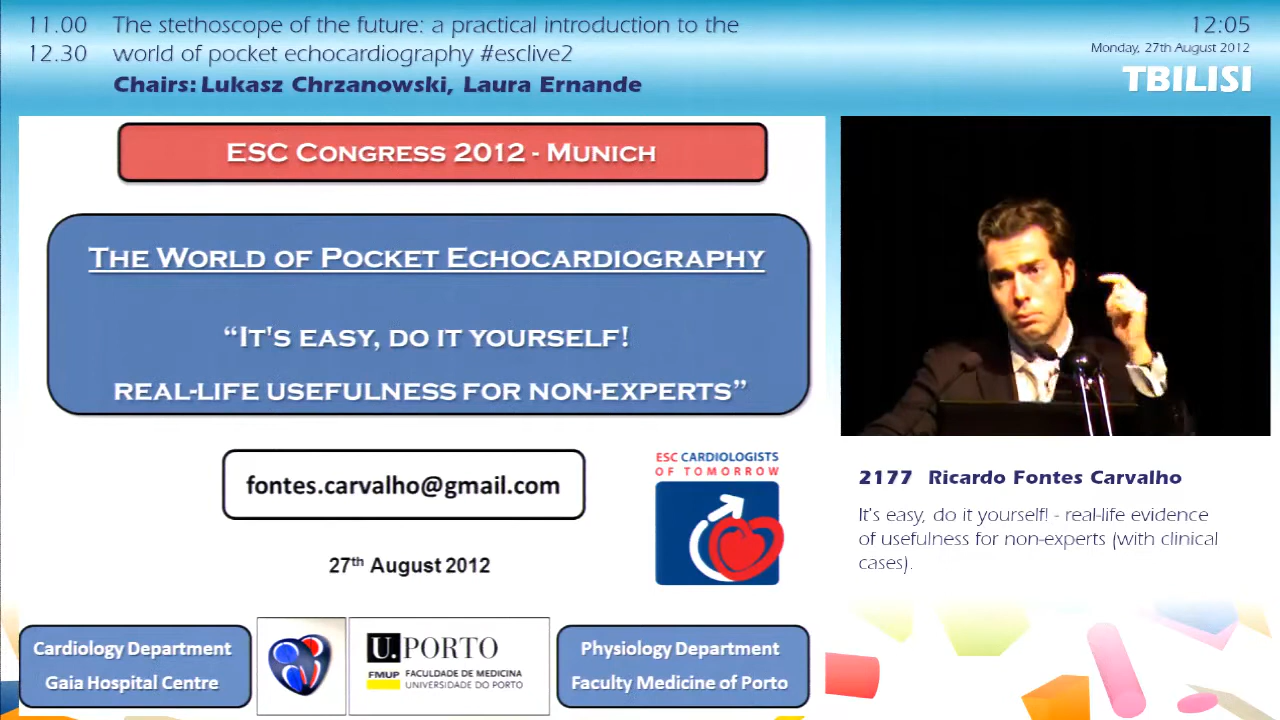 11.00 The stethoscope of the future: a practical introduction to the
12.30 world of pocket echocardiography #esclive2
Chairs: Lukasz Chrzanowski, Laura Ernande
12:05
Monday, 27th August 2012
TBILISI
ESC CONGRESS 2012 - MUNICH
THE WORLD OF POCKET ECHOCARDIOGRAPHY
“IT'S EASY, DO IT YOURSELF!
REAL-LIFE USEFULNESS FOR NON-EXPERTS”
fontes.carvalho@gmail.com
ESC CARDIOLOGISTS
OF TOMORROW
27th August 2012
Cardiology Department
Gaia Hospital Centre
U. PORTO
FMUP FACULDADE DE MEDICINA
UNIVERSIDADE DO PORTO
Physiology Department
Faculty Medicine of Porto
2177 Ricardo Fontes Carvalho
It's easy, do it yourself! - real-life evidence
of usefulness for non-experts (with clinical
cases).